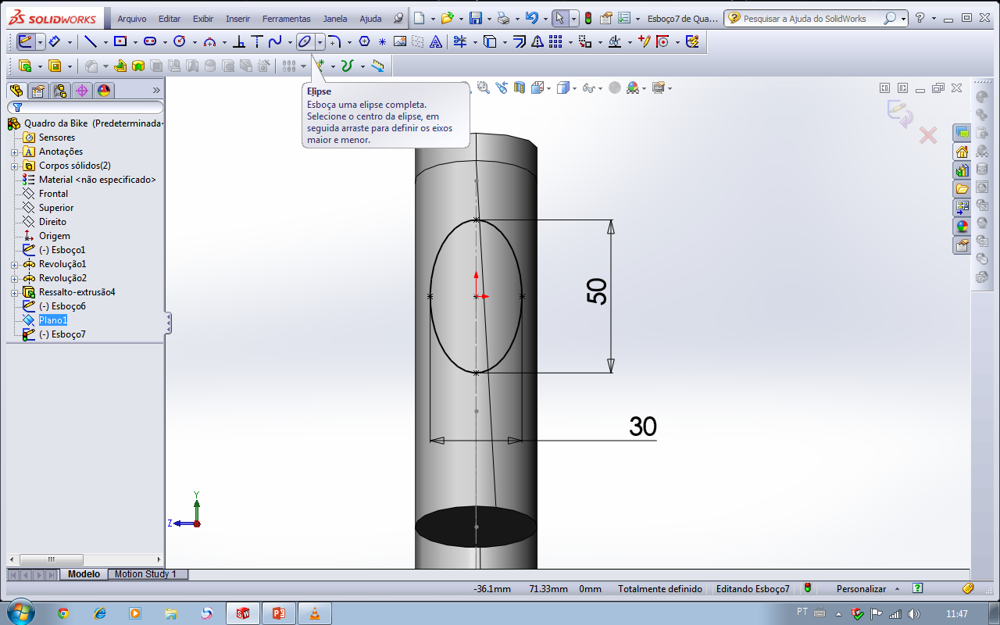 SOLIDWORKS
Arquivo Editar Exibir Inserir Ferramentas Janela Ajuda
Esboço7 de Qua...
Pesquisar a Ajuda do SolidWorks
Elipse
Esboça uma elipse completa.
Selecione o centro da elipse, em
seguida arraste para definir os eixos
maior e menor.
Quadro da Bike (Predeterminada
Sensores
Anotações
Corpos sólidos(2)
Material <não especificado>
Frontal
Superior
Direito
Origem
(-) Esboço1
Revolução1
Revolução2
Ressalto-extrusão4
(-) Esboço6
Plano1
(-) Esboço7
50
30
Y
Z
Modelo Motion Study 1
-36.1mm 71.33mm 0mm Totalmente definido Editando Esboço7 Personalizar
PT 11:47